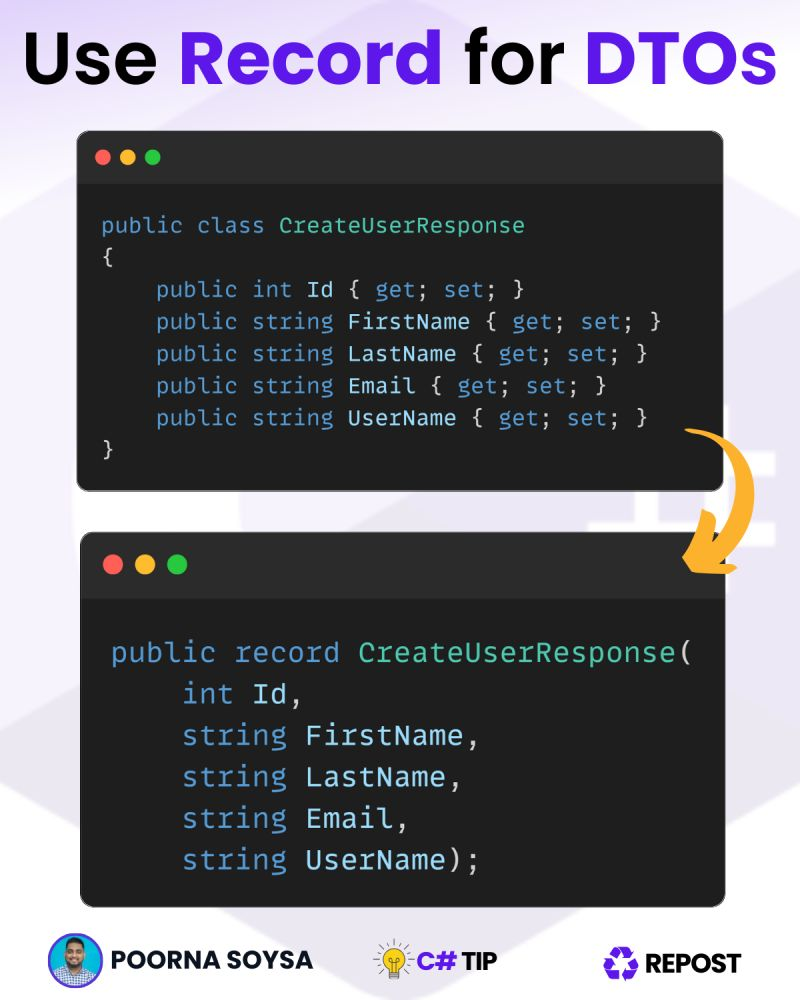 Use Record for DTOs
public class CreateUserResponse
{
    public int Id { get; set; }
    public string FirstName { get; set; }
    public string LastName { get; set; }
    public string Email { get; set; }
    public string UserName { get; set; }
}
public record CreateUserResponse(
    int Id,
    string FirstName,
    string LastName,
    string Email,
    string UserName);
POORNA SOYSA C# TIP REPOST